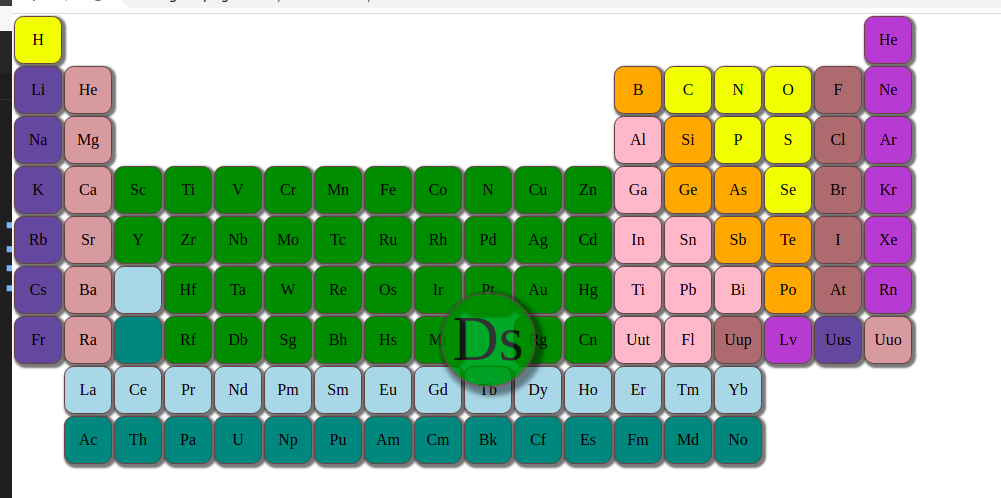 H He
Li He B C N O F Ne
Na Mg Al Si P S Cl Ar
K Ca Sc Ti V Cr Mn Fe Co N Cu Zn Ga Ge As Se Br Kr
Rb Sr Y Zr Nb Mo Tc Ru Rh Pd Ag Cd In Sn Sb Te I Xe
Cs Ba Hf Ta W Re Os Ir Pt Au Hg Ti Pb Bi Po At Rn
Fr Ra Rf Db Sg Bh Hs Ds Rg Cn Uut Fl Uup Lv Uus Uuo
La Ce Pr Nd Pm Sm Eu Gd Tb Dy Ho Er Tm Yb
Ac Th Pa U Np Pu Am Cm Bk Cf Es Fm Md No